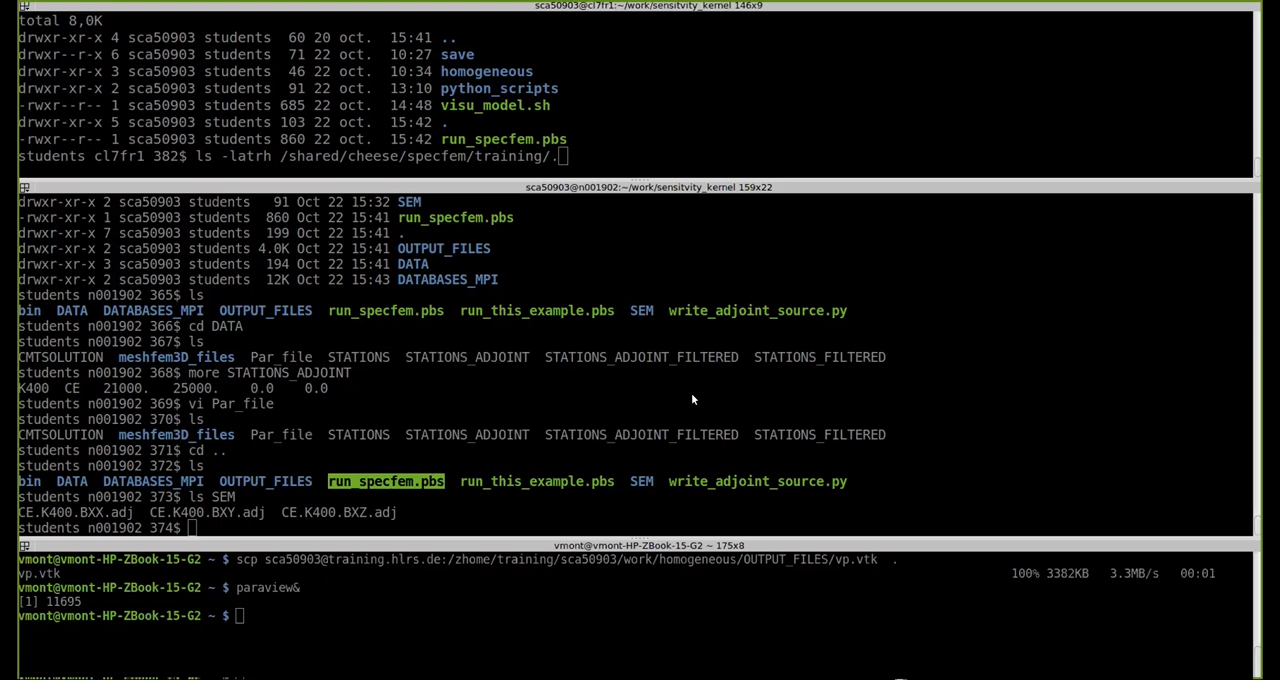 sca50903@cl7fr1:~/work/sensitvity_kernel 146x9
total 8,0K
drwxr-xr-x 4 sca50903 students  60 20 oct.  15:41 ..
drwxr--r-x 6 sca50903 students  71 22 oct.  10:27 save
drwxr-xr-x 3 sca50903 students  46 22 oct.  10:34 homogeneous
drwxr-xr-x 2 sca50903 students  91 22 oct.  13:10 python_scripts
-rwxr--r-- 1 sca50903 students 685 22 oct.  14:48 visu_model.sh
drwxr-xr-x 5 sca50903 students 103 22 oct.  15:42 .
-rwxr--r-- 1 sca50903 students 860 22 oct.  15:42 run_specfem.pbs
students cl7fr1 382$ ls -latrh /shared/cheese/specfem/training/.
sca50903@n001902:~/work/sensitvity_kernel 159x22
drwxr-xr-x 2 sca50903 students   91 Oct 22 15:32 SEM
-rwxr-xr-x 1 sca50903 students  860 Oct 22 15:41 run_specfem.pbs
drwxr-xr-x 7 sca50903 students  199 Oct 22 15:41 .
drwxr-xr-x 2 sca50903 students 4.0K Oct 22 15:41 OUTPUT_FILES
drwxr-xr-x 3 sca50903 students  194 Oct 22 15:41 DATA
drwxr-xr-x 2 sca50903 students  12K Oct 22 15:43 DATABASES_MPI
students n001902 365$ ls
bin  DATA  DATABASES_MPI  OUTPUT_FILES  run_specfem.pbs  run_this_example.pbs  SEM  write_adjoint_source.py
students n001902 366$ cd DATA
students n001902 367$ ls
CMTSOLUTION  meshfem3D_files  Par_file  STATIONS  STATIONS_ADJOINT  STATIONS_ADJOINT_FILTERED  STATIONS_FILTERED
students n001902 368$ more STATIONS_ADJOINT
K400  CE   21000.   25000.    0.0    0.0
students n001902 369$ vi Par_file
students n001902 370$ ls
CMTSOLUTION  meshfem3D_files  Par_file  STATIONS  STATIONS_ADJOINT  STATIONS_ADJOINT_FILTERED  STATIONS_FILTERED
students n001902 371$ cd ..
students n001902 372$ ls
bin  DATA  DATABASES_MPI  OUTPUT_FILES  run_specfem.pbs  run_this_example.pbs  SEM  write_adjoint_source.py
students n001902 373$ ls SEM
CE.K400.BXX.adj  CE.K400.BXY.adj  CE.K400.BXZ.adj
students n001902 374$
vmont@vmont-HP-ZBook-15-G2 ~ 175x8
vmont@vmont-HP-ZBook-15-G2 ~ $ scp sca50903@training.hlrs.de:/zhome/training/sca50903/work/homogeneous/OUTPUT_FILES/vp.vtk  .
vp.vtk 100% 3382KB   3.3MB/s   00:01
vmont@vmont-HP-ZBook-15-G2 ~ $ paraview&
[1] 11695
vmont@vmont-HP-ZBook-15-G2 ~ $